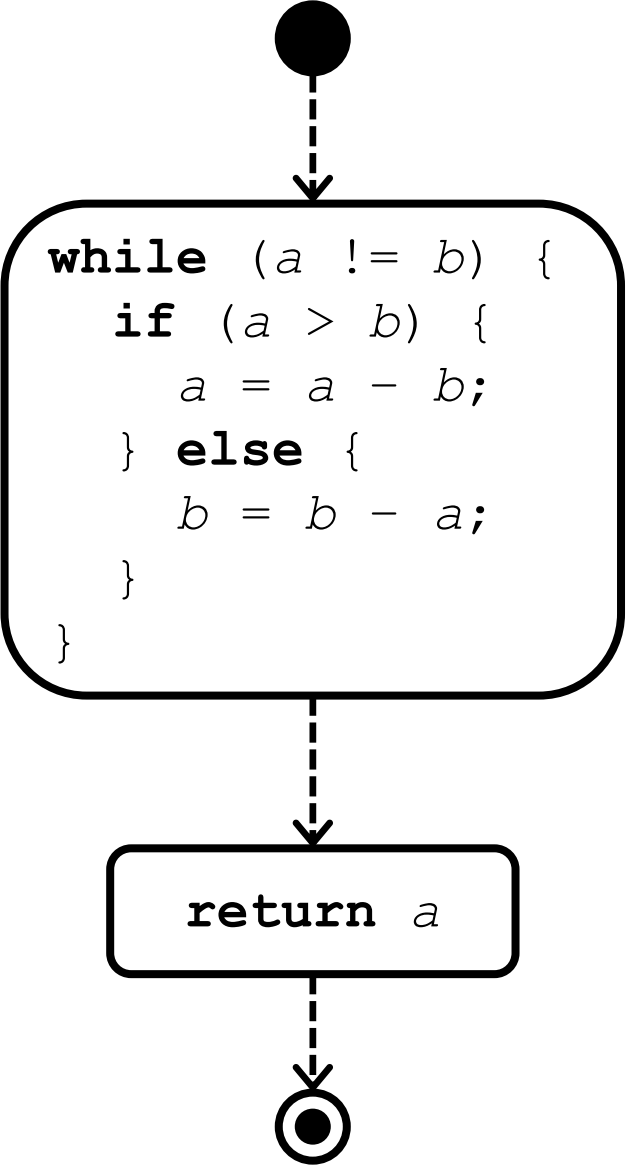 while (a != b) {
if (a > b) {
a = a - b;
} else {
b = b - a;
}
}
return a